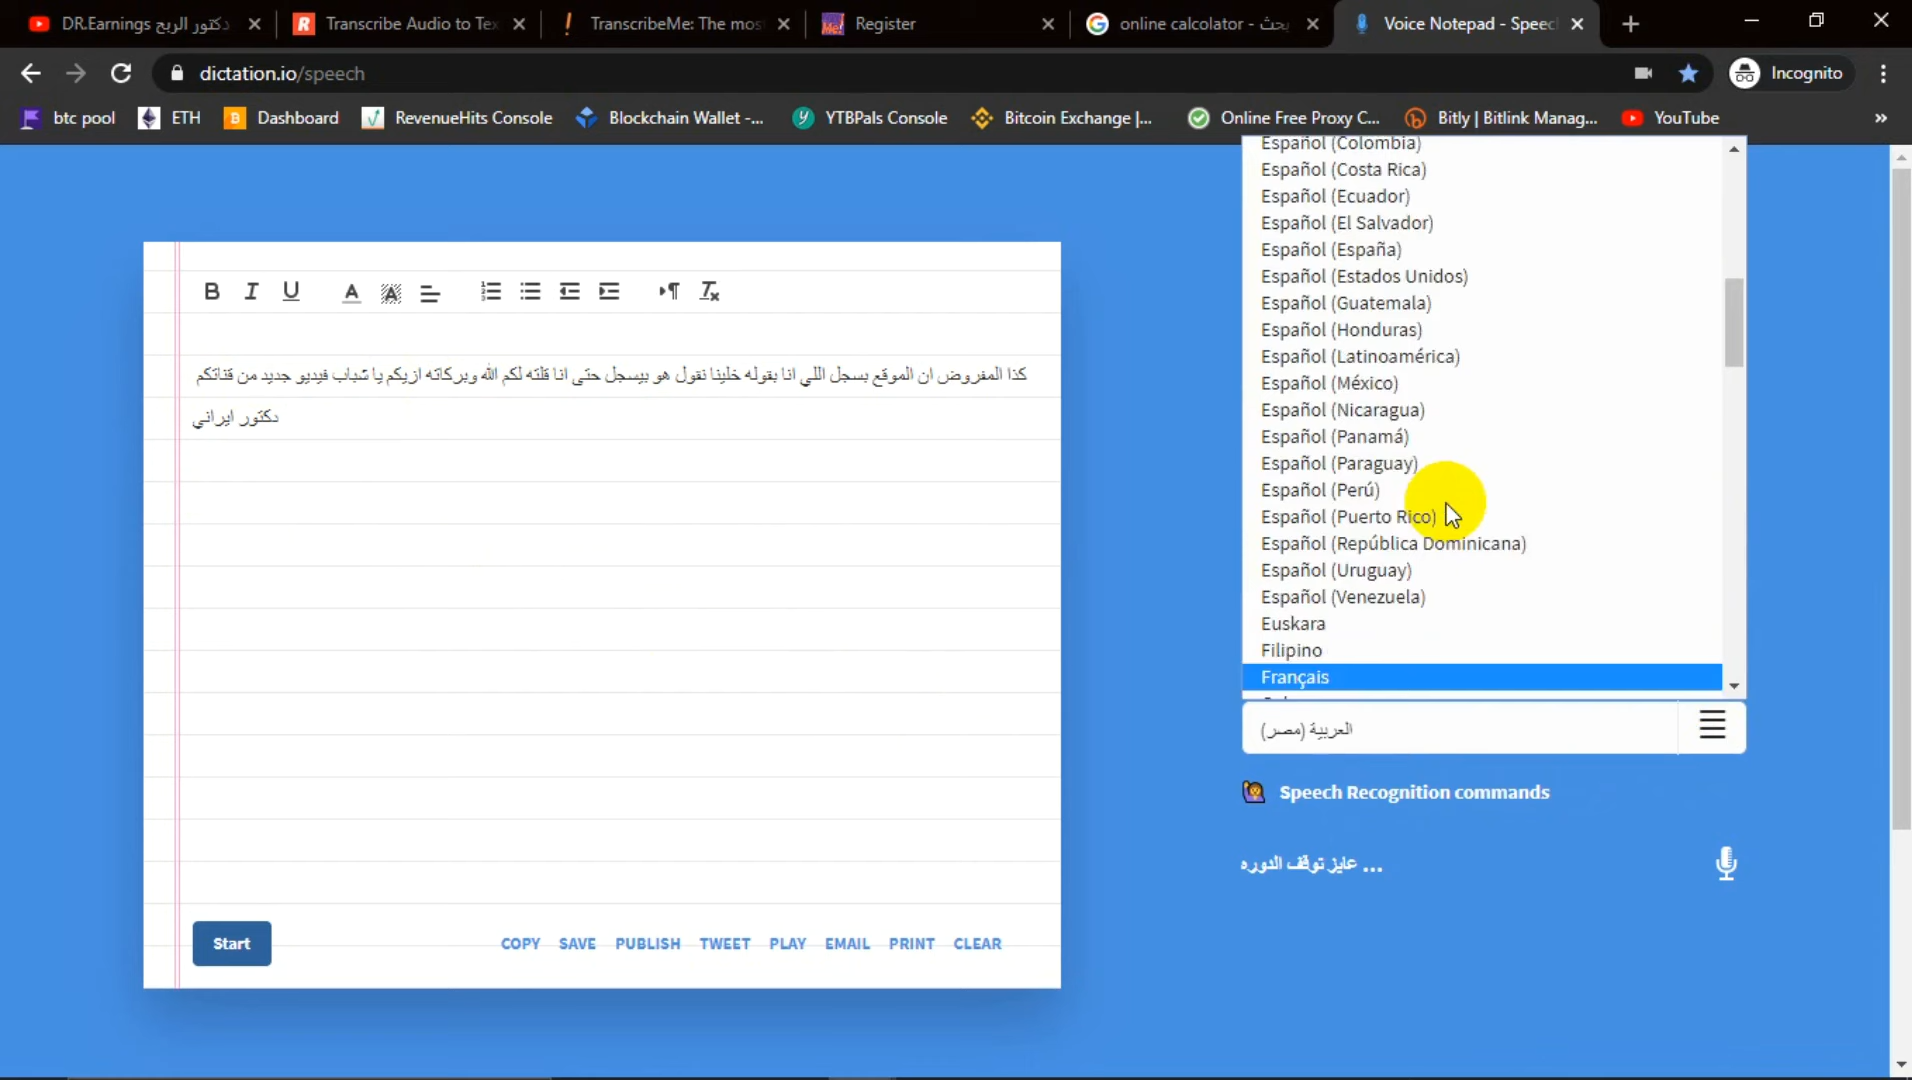 DR.Earnings دكتور الربح
Transcribe Audio to Tex
TranscribeMe: The mos
Register
online calcolator - بحث
Voice Notepad - Speec
dictation.io/speech
Incognito
btc pool
ETH
Dashboard
RevenueHits Console
Blockchain Wallet -...
YTBPals Console
Bitcoin Exchange |...
Online Free Proxy C...
Bitly | Bitlink Manag...
YouTube
»
Español (Colombia)
Español (Costa Rica)
Español (Ecuador)
Español (El Salvador)
Español (España)
Español (Estados Unidos)
Español (Guatemala)
Español (Honduras)
Español (Latinoamérica)
Español (México)
Español (Nicaragua)
Español (Panamá)
Español (Paraguay)
Español (Perú)
Español (Puerto Rico)
Español (República Dominicana)
Español (Uruguay)
Español (Venezuela)
Euskara
Filipino
Français
العربية (مصر)
Speech Recognition commands
عايز توقف الدوره ...
B I U
كذا المفروض ان الموقع بسجل اللي انا بقوله خلينا نقول هو بيسجل حتى انا قلته لكم الله وبركاته ازيكم يا شباب فيديو جديد من قناتكم
دكتور ايراني
Start
COPY SAVE PUBLISH TWEET PLAY EMAIL PRINT CLEAR